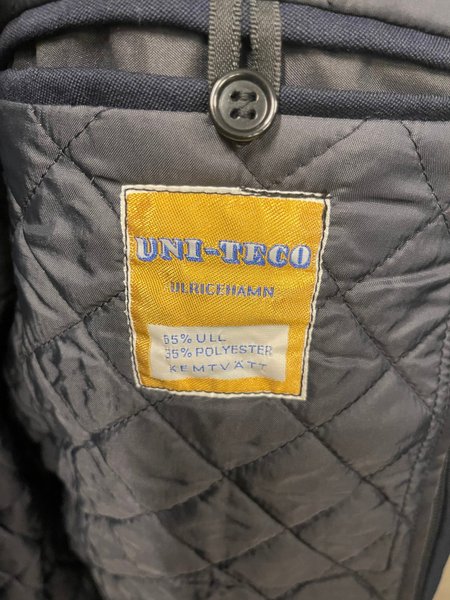 UNI-TECO
ULRICEHAMN
65% ULL
35% POLYESTER
KEMTVÄTT